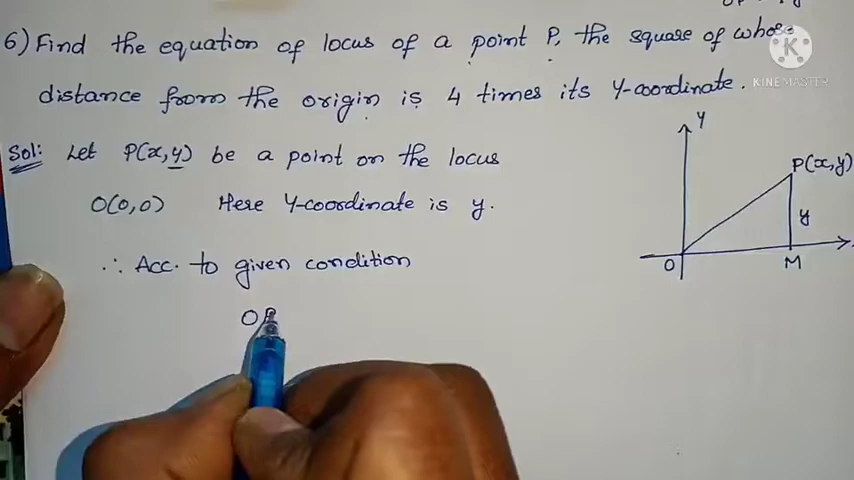 6) Find the equation of locus of a point P, the square of whose
distance from the origin is 4 times its Y-coordinate.
Sol: Let P(x,y) be a point on the locus
O(0,0) Here Y-coordinate is y.
∴ Acc. to given condition
OP
Y
P(x,y)
y
O
M
K
KINEMASTER